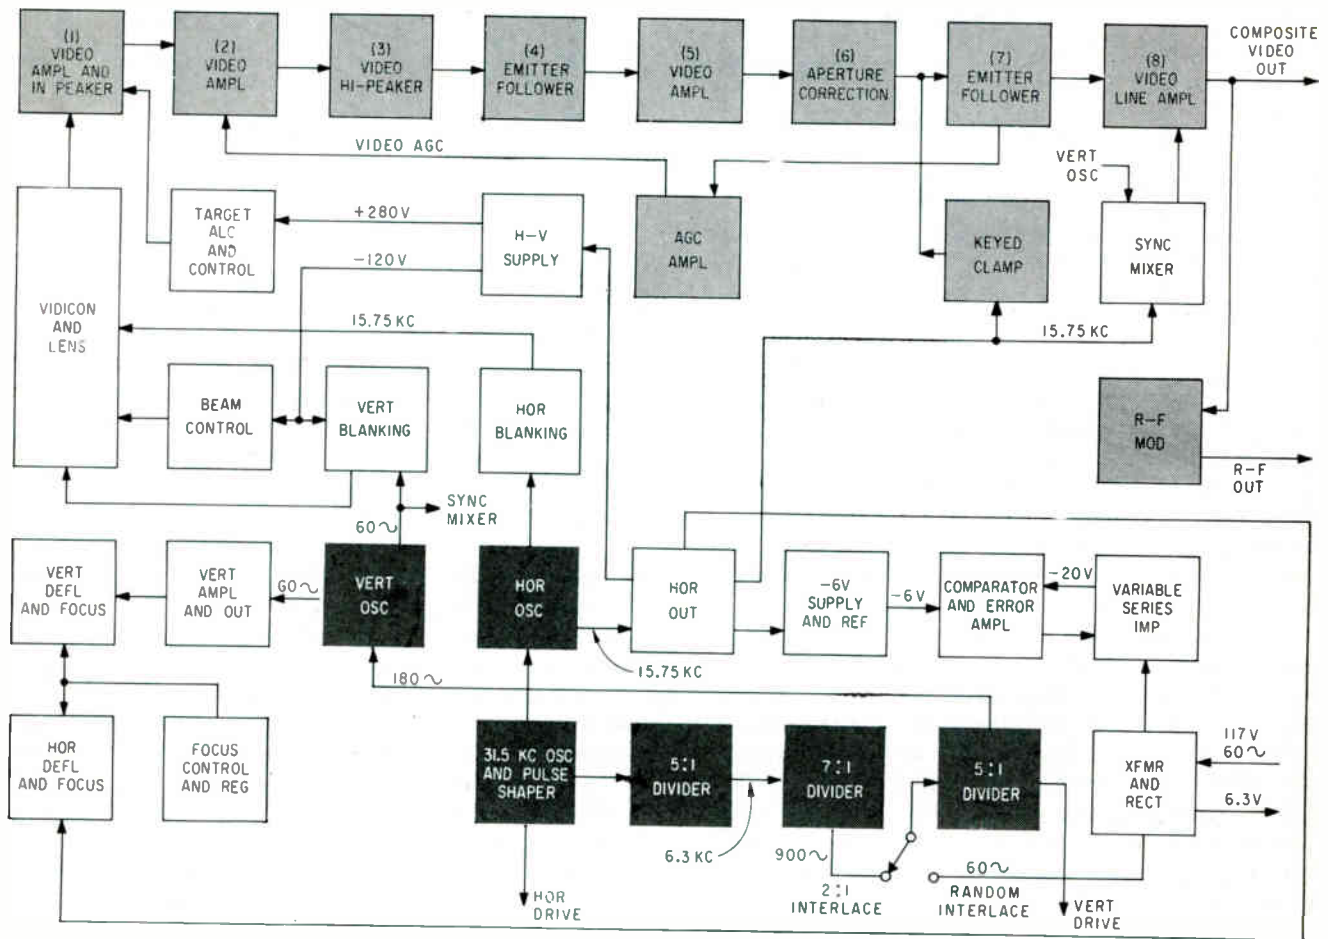 (1)
VIDEO
AMPL AND
IN PEAKER
(2)
VIDEO
AMPL
(3)
VIDEO
HI-PEAKER
(4)
EMITTER
FOLLOWER
(5)
VIDEO
AMPL
(6)
APERTURE
CORRECTION
(7)
EMITTER
FOLLOWER
(8)
VIDEO
LINE AMPL
COMPOSITE
VIDEO
OUT
VIDEO AGC
VERT
OSC
TARGET
ALC
AND
CONTROL
+280V
-120V
H-V
SUPPLY
AGC
AMPL
KEYED
CLAMP
SYNC
MIXER
VIDICON
AND
LENS
15.75 KC
15.75 KC
BEAM
CONTROL
VERT
BLANKING
HOR
BLANKING
R-F
MOD
R-F
OUT
SYNC
MIXER
60~
VERT
DEFL
AND FOCUS
VERT
AMPL
AND OUT
60~
VERT
OSC
HOR
OSC
HOR
OUT
-6V
SUPPLY
AND REF
-6V
COMPARATOR
AND ERROR
AMPL
-20V
VARIABLE
SERIES
IMP
15.75 KC
180~
HOR
DEFL
AND FOCUS
FOCUS
CONTROL
AND REG
31.5 KC OSC
AND PULSE
SHAPER
5:1
DIVIDER
7:1
DIVIDER
5:1
DIVIDER
XFMR
AND
RECT
117V
60~
6.3V
6.3 KC
900~
2:1
INTERLACE
60~
RANDOM
INTERLACE
HOR
DRIVE
VERT
DRIVE